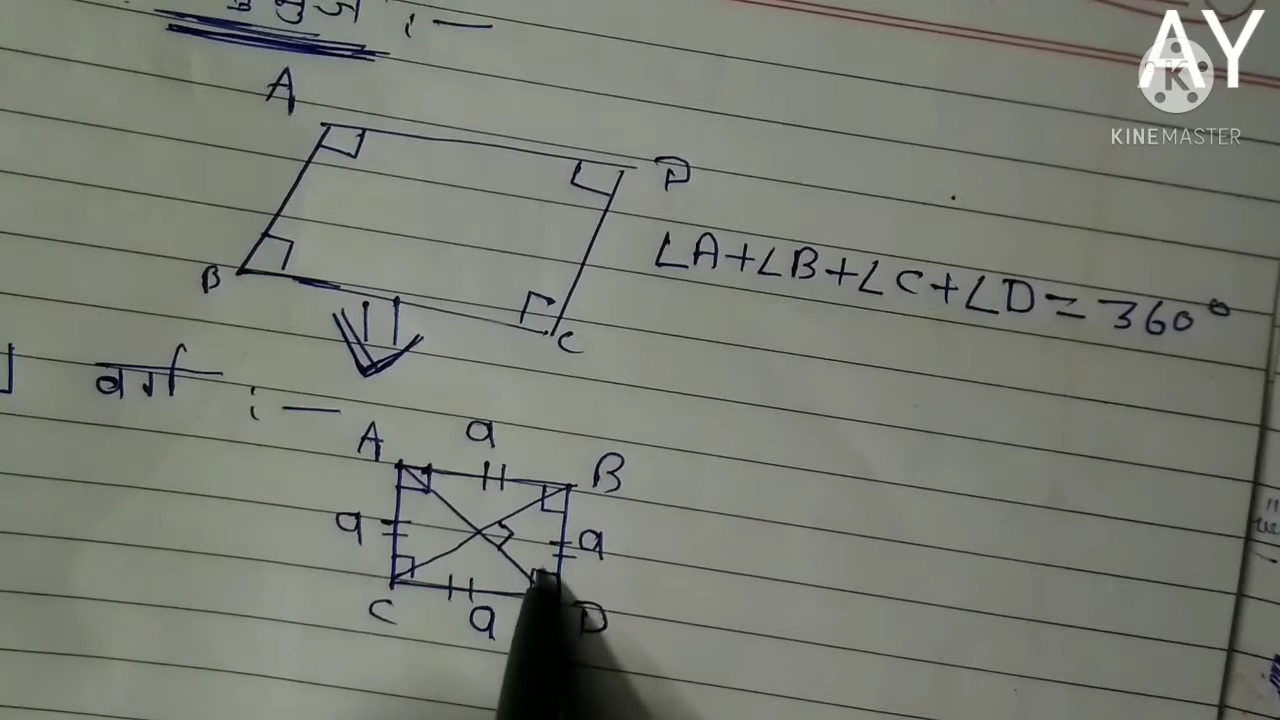 AY
K
KINEMASTER
:-
A
D
∠A+∠B+∠C+∠D=360°
B
C
वर्ग :-
A a B
a a
C a D